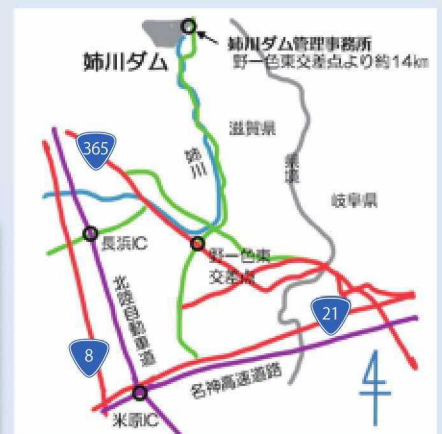 姉川ダム管理事務所
野一色東交差点より約14km
姉川ダム
滋賀県
365
姉川
県境
岐阜県
長浜IC
野一色東
交差点
北陸自動車道
21
8
名神高速道路
米原IC